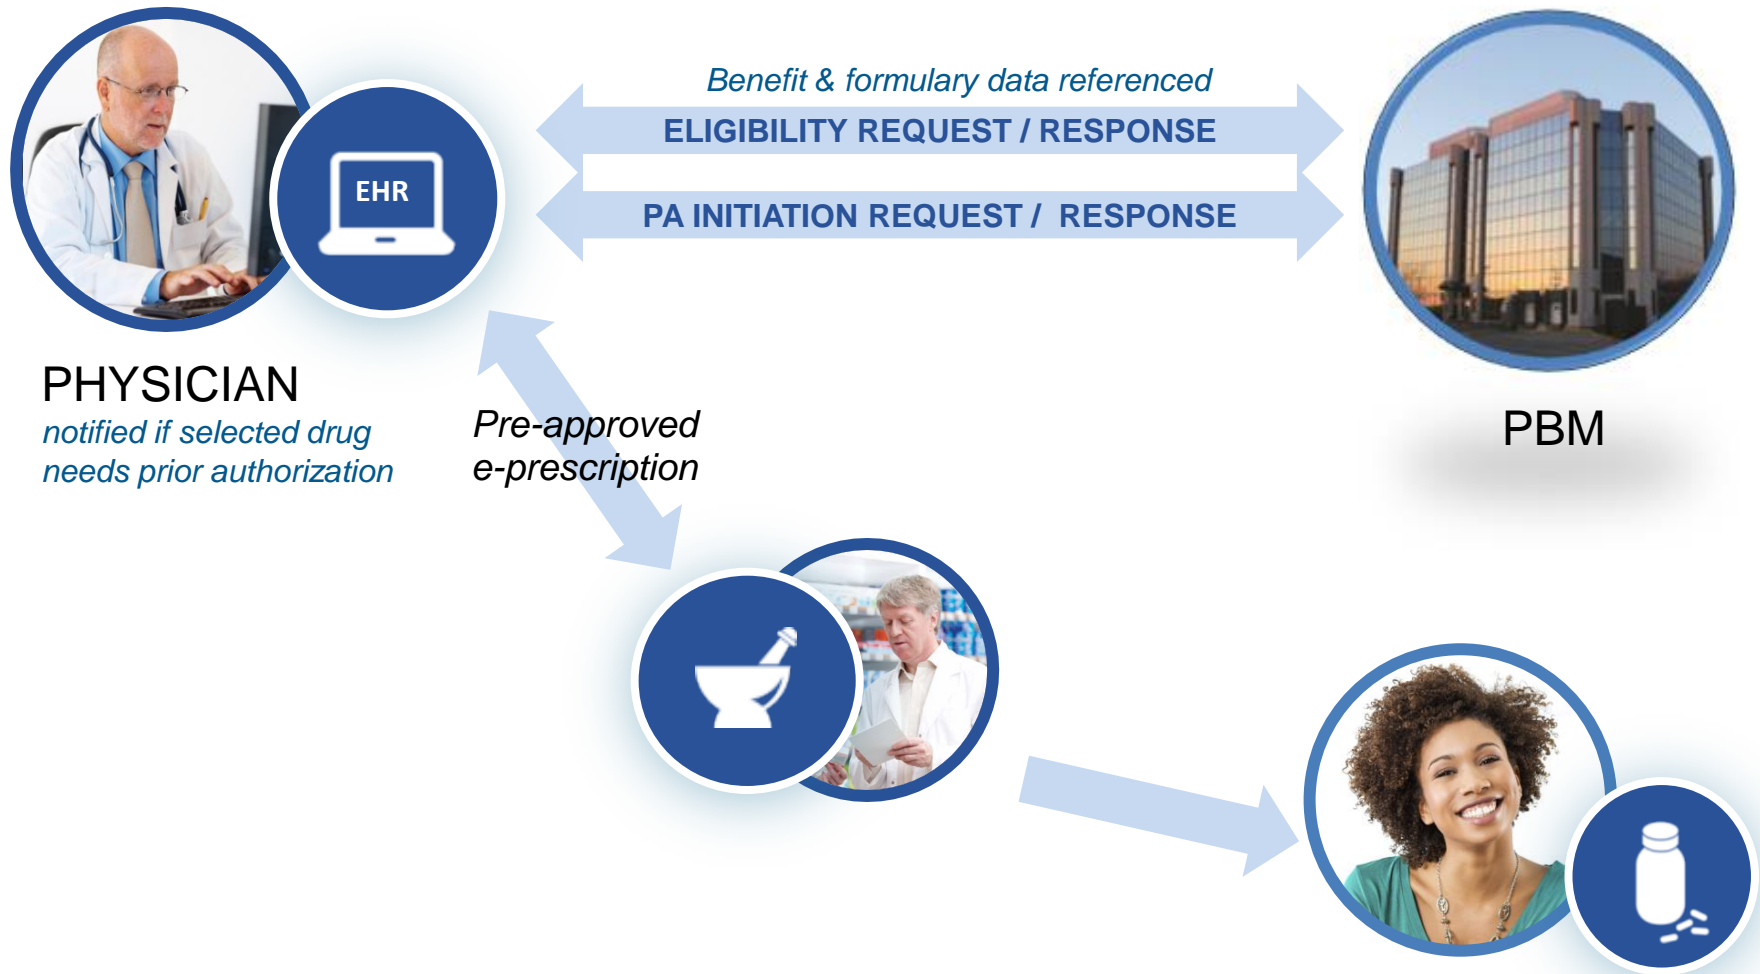 Benefit & formulary data referenced
ELIGIBILITY REQUEST / RESPONSE
EHR
PA INITIATION REQUEST / RESPONSE
PHYSICIAN
notified if selected drug
needs prior authorization
Pre-approved
e-prescription
PBM